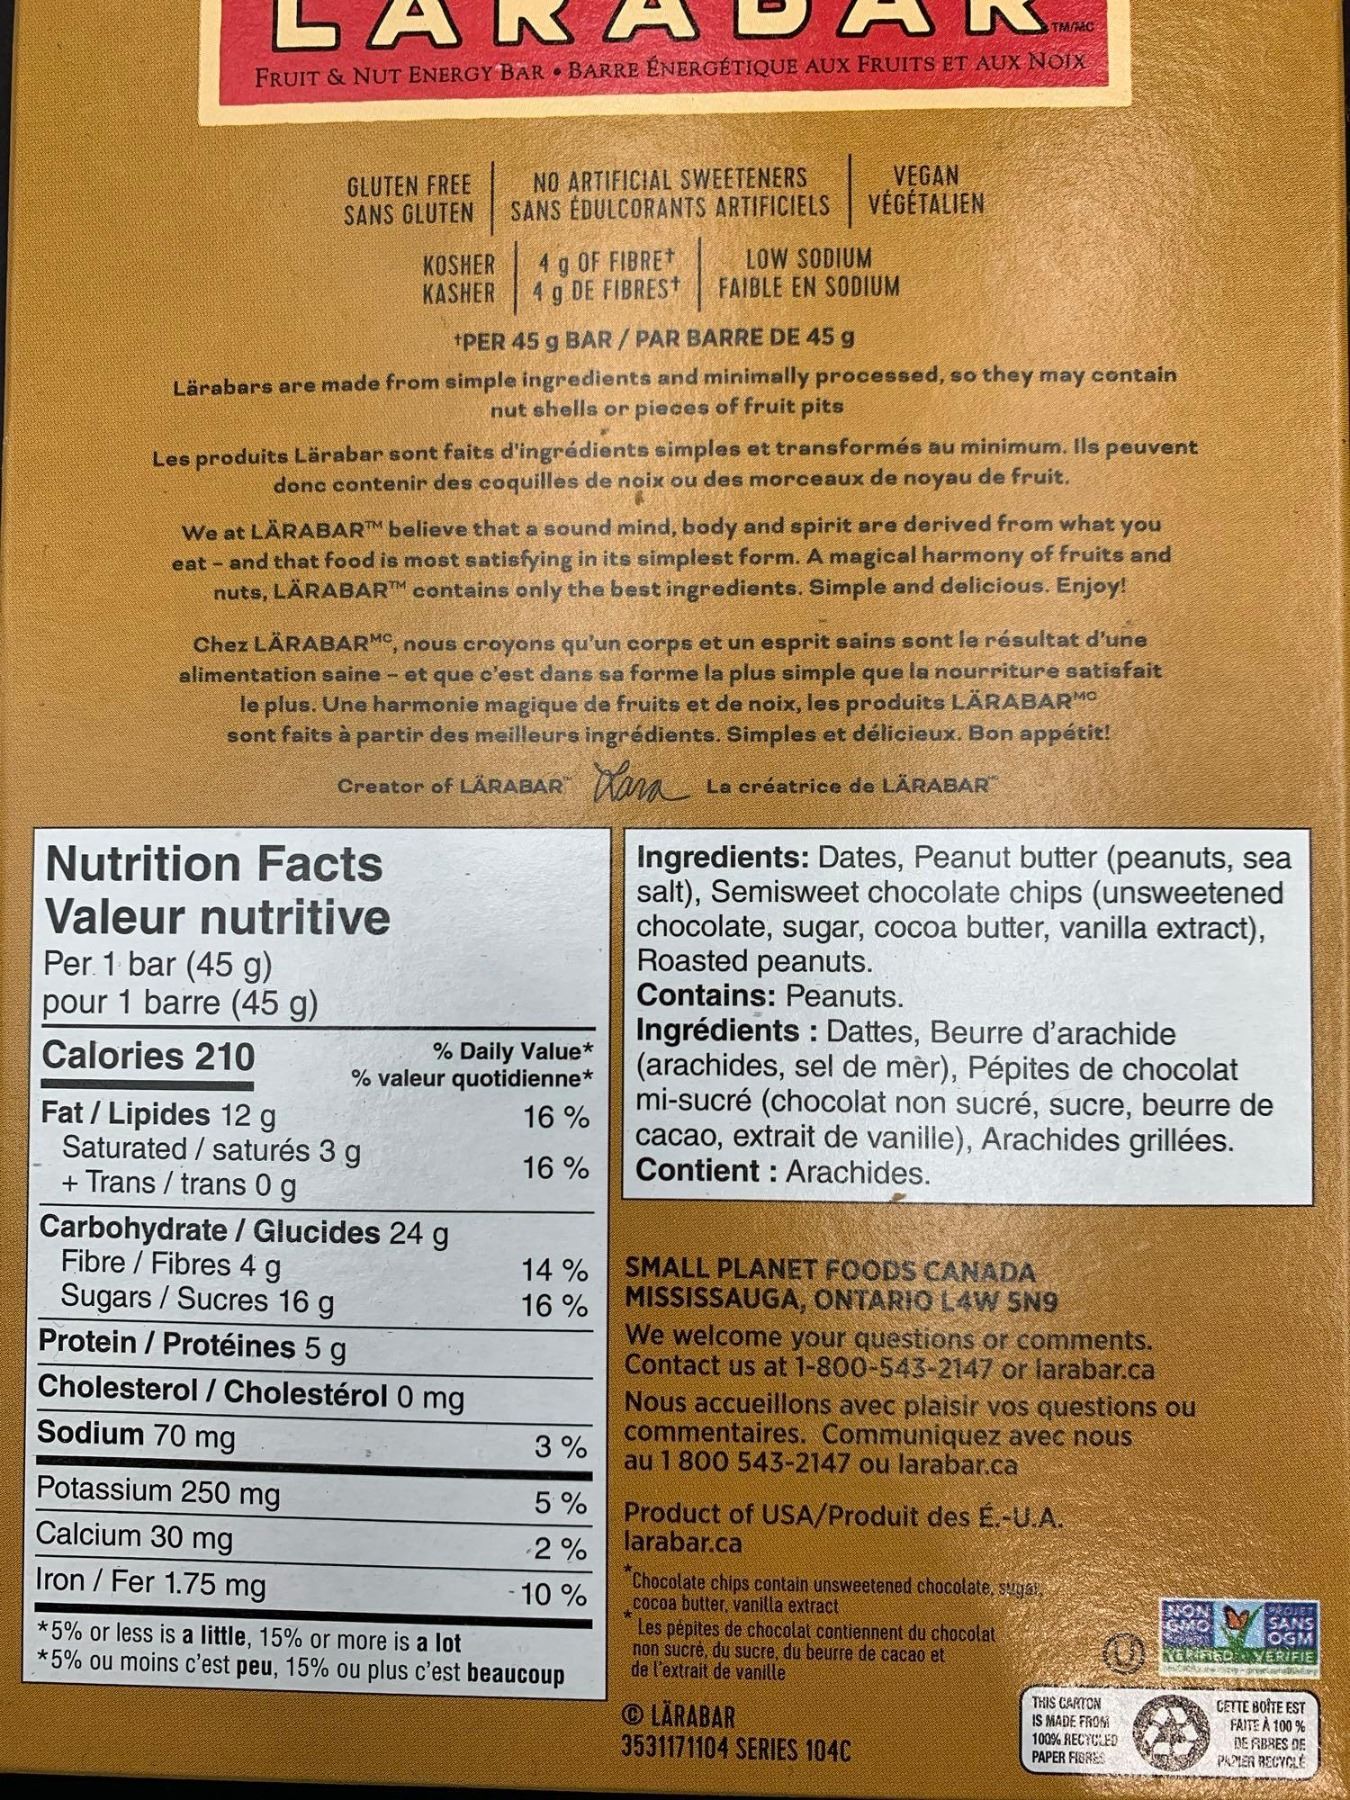 LÄRABAR TM/MC
FRUIT & NUT ENERGY BAR • BARRE ÉNERGÉTIQUE AUX FRUITS ET AUX NOIX
GLUTEN FREE
SANS GLUTEN
NO ARTIFICIAL SWEETENERS
SANS ÉDULCORANTS ARTIFICIELS
VEGAN
VÉGÉTALIEN
KOSHER
KASHER
4 g OF FIBRE†
4 g DE FIBRES†
LOW SODIUM
FAIBLE EN SODIUM
†PER 45 g BAR / PAR BARRE DE 45 g
Lärabars are made from simple ingredients and minimally processed, so they may contain
nut shells or pieces of fruit pits
Les produits Lärabar sont faits d'ingrédients simples et transformés au minimum. Ils peuvent
donc contenir des coquilles de noix ou des morceaux de noyau de fruit.
We at LÄRABAR™ believe that a sound mind, body and spirit are derived from what you
eat – and that food is most satisfying in its simplest form. A magical harmony of fruits and
nuts, LÄRABAR™ contains only the best ingredients. Simple and delicious. Enjoy!
Chez LÄRABARMC, nous croyons qu'un corps et un esprit sains sont le résultat d'une
alimentation saine – et que c'est dans sa forme la plus simple que la nourriture satisfait
le plus. Une harmonie magique de fruits et de noix, les produits LÄRABARMC
sont faits à partir des meilleurs ingrédients. Simples et délicieux. Bon appétit!
Creator of LÄRABAR™ Lara La créatrice de LÄRABAR™
Nutrition Facts
Valeur nutritive
Per 1 bar (45 g)
pour 1 barre (45 g)
Calories 210
% Daily Value*
% valeur quotidienne*
Fat / Lipides 12 g 16 %
Saturated / saturés 3 g
+ Trans / trans 0 g 16 %
Carbohydrate / Glucides 24 g
Fibre / Fibres 4 g 14 %
Sugars / Sucres 16 g 16 %
Protein / Protéines 5 g
Cholesterol / Cholestérol 0 mg
Sodium 70 mg 3 %
Potassium 250 mg 5 %
Calcium 30 mg 2 %
Iron / Fer 1.75 mg 10 %
*5% or less is a little, 15% or more is a lot
*5% ou moins c'est peu, 15% ou plus c'est beaucoup
Ingredients: Dates, Peanut butter (peanuts, sea
salt), Semisweet chocolate chips (unsweetened
chocolate, sugar, cocoa butter, vanilla extract),
Roasted peanuts.
Contains: Peanuts.
Ingrédients : Dattes, Beurre d'arachide
(arachides, sel de mer), Pépites de chocolat
mi-sucré (chocolat non sucré, sucre, beurre de
cacao, extrait de vanille), Arachides grillées.
Contient : Arachides.
SMALL PLANET FOODS CANADA
MISSISSAUGA, ONTARIO L4W 5N9
We welcome your questions or comments.
Contact us at 1-800-543-2147 or larabar.ca
Nous accueillons avec plaisir vos questions ou
commentaires. Communiquez avec nous
au 1 800 543-2147 ou larabar.ca
Product of USA/Produit des É.-U.A.
larabar.ca
*Chocolate chips contain unsweetened chocolate, sugar,
cocoa butter, vanilla extract
*Les pépites de chocolat contiennent du chocolat
non sucré, du sucre, du beurre de cacao et
de l'extrait de vanille
© LÄRABAR
3531171104 SERIES 104C
U
NON
GMO
VERIFIED
PROJET
SANS
OGM
VÉRIFIÉ
THIS CARTON
IS MADE FROM
100% RECYCLED
PAPER FIBRES
CETTE BOÎTE EST
FAITE À 100 %
DE FIBRES DE
PAPIER RECYCLÉ